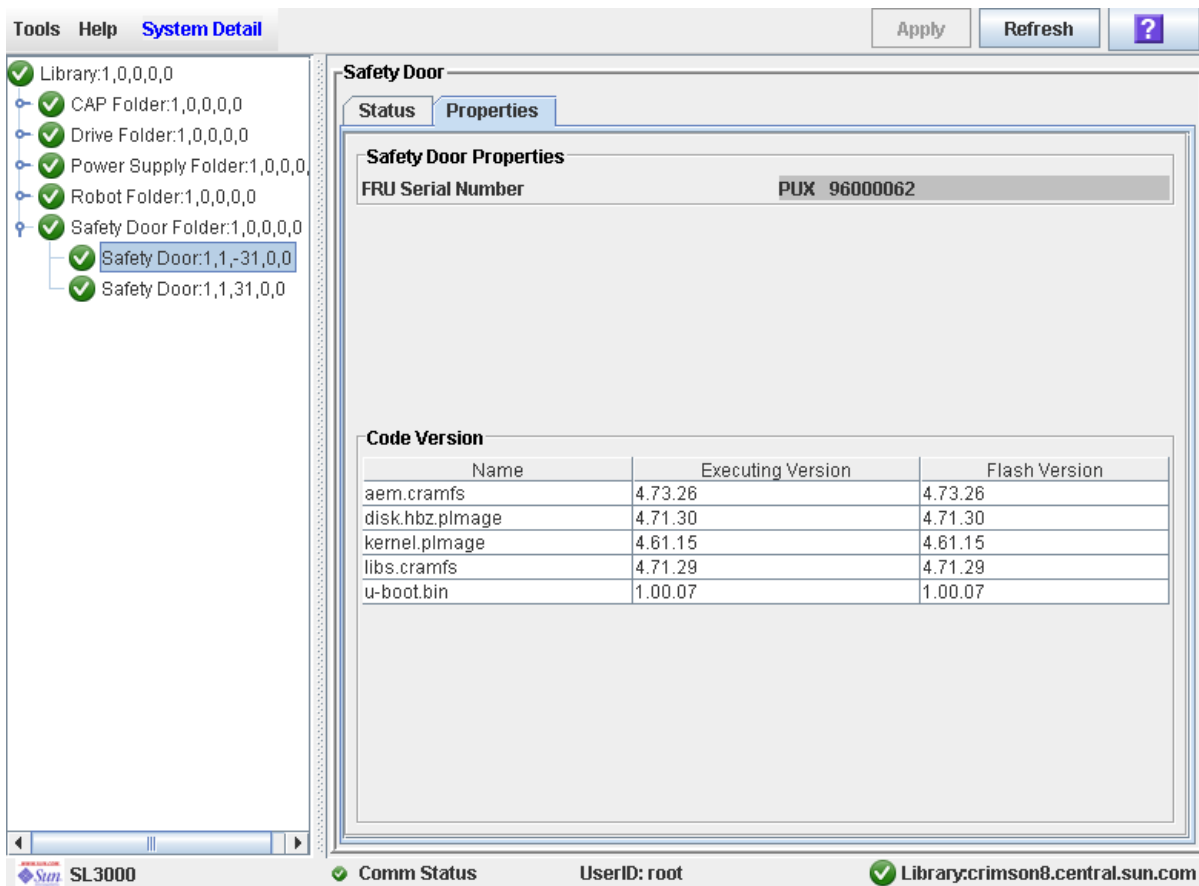 Tools Help System Detail Apply Refresh ?
Library:1,0,0,0,0
CAP Folder:1,0,0,0,0
Drive Folder:1,0,0,0,0
Power Supply Folder:1,0,0,0,
Robot Folder:1,0,0,0,0
Safety Door Folder:1,0,0,0,0
Safety Door:1,1,-31,0,0
Safety Door:1,1,31,0,0
Safety Door
Status Properties
Safety Door Properties
FRU Serial Number PUX 96000062
Code Version
Name Executing Version Flash Version
aem.cramfs 4.73.26 4.73.26
disk.hbz.pImage 4.71.30 4.71.30
kernel.pImage 4.61.15 4.61.15
libs.cramfs 4.71.29 4.71.29
u-boot.bin 1.00.07 1.00.07
Sun SL3000 Comm Status UserID: root Library:crimson8.central.sun.com